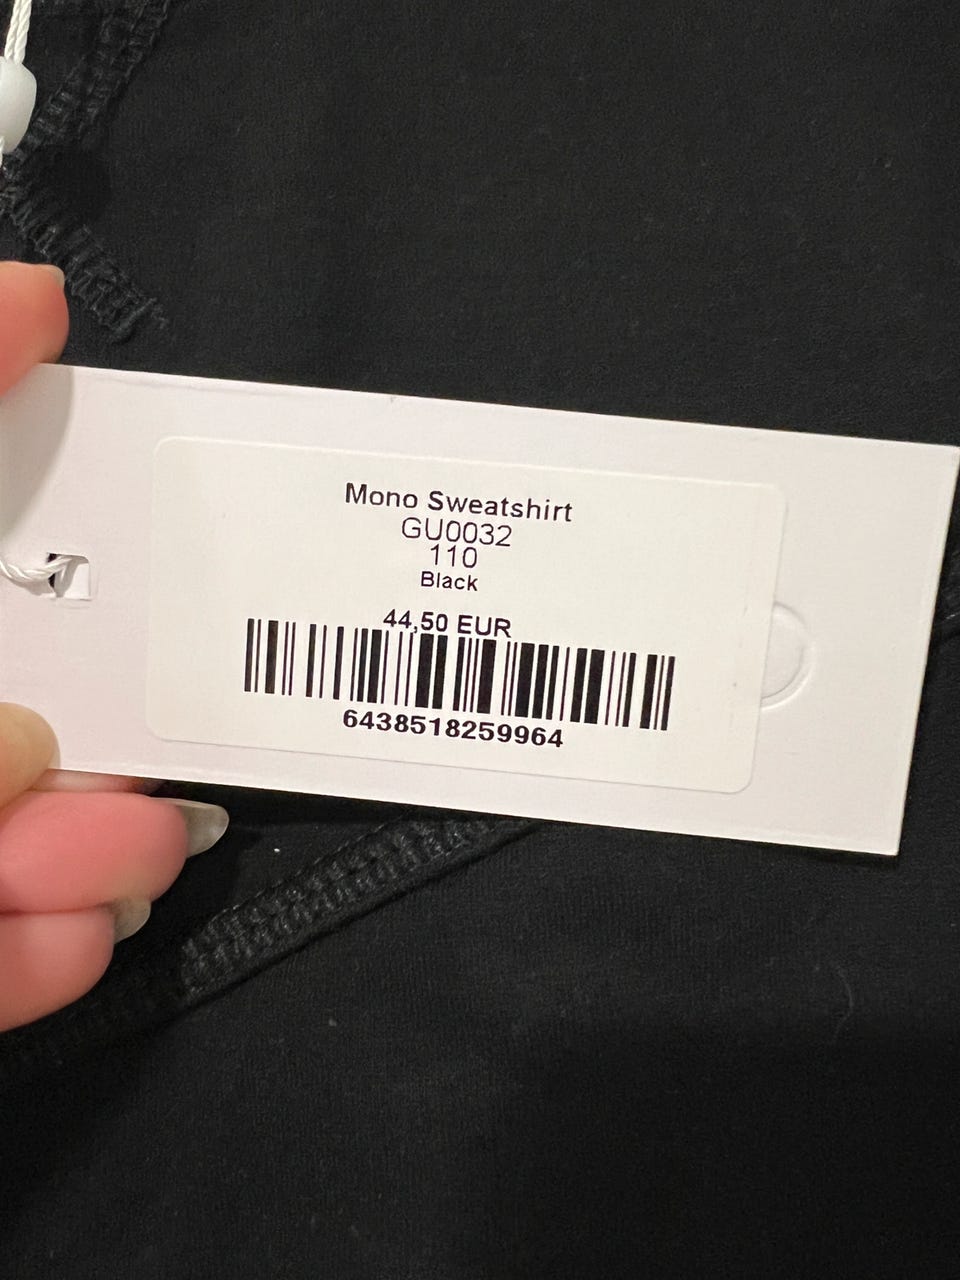 Mono Sweatshirt
GU0032
110
Black
44,50 EUR
6438518259964